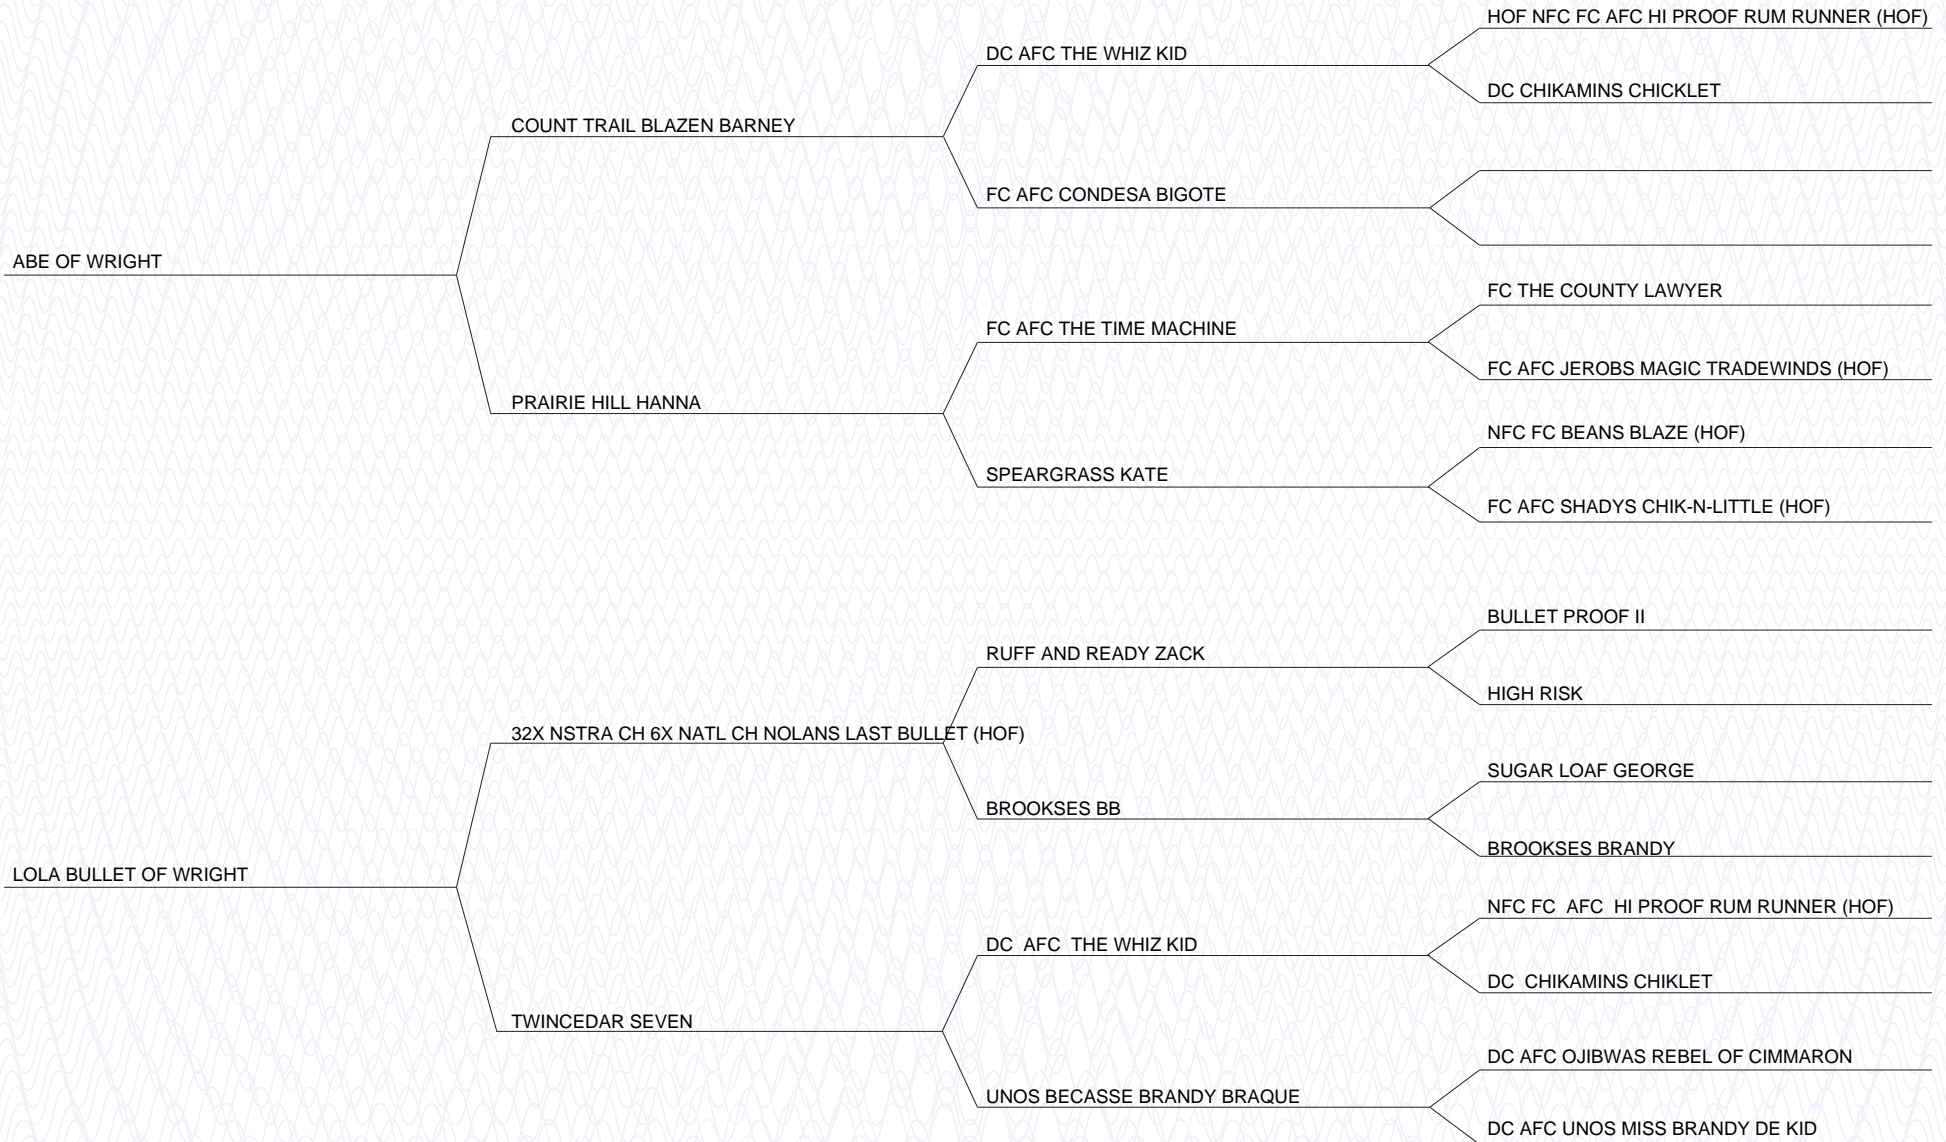 HOF NFC FC AFC HI PROOF RUM RUNNER (HOF)
DC AFC THE WHIZ KID
DC CHIKAMINS CHICKLET
COUNT TRAIL BLAZEN BARNEY
FC AFC CONDESA BIGOTE
ABE OF WRIGHT
FC THE COUNTY LAWYER
FC AFC THE TIME MACHINE
FC AFC JEROBS MAGIC TRADEWINDS (HOF)
PRAIRIE HILL HANNA
NFC FC BEANS BLAZE (HOF)
SPEARGRASS KATE
FC AFC SHADYS CHIK-N-LITTLE (HOF)
BULLET PROOF II
RUFF AND READY ZACK
HIGH RISK
32X NSTRA CH 6X NATL CH NOLANS LAST BULLET (HOF)
SUGAR LOAF GEORGE
BROOKSES BB
BROOKSES BRANDY
LOLA BULLET OF WRIGHT
NFC FC  AFC  HI PROOF RUM RUNNER (HOF)
DC  AFC  THE WHIZ KID
DC  CHIKAMINS CHIKLET
TWINCEDAR SEVEN
DC AFC OJIBWAS REBEL OF CIMMARON
UNOS BECASSE BRANDY BRAQUE
DC AFC UNOS MISS BRANDY DE KID